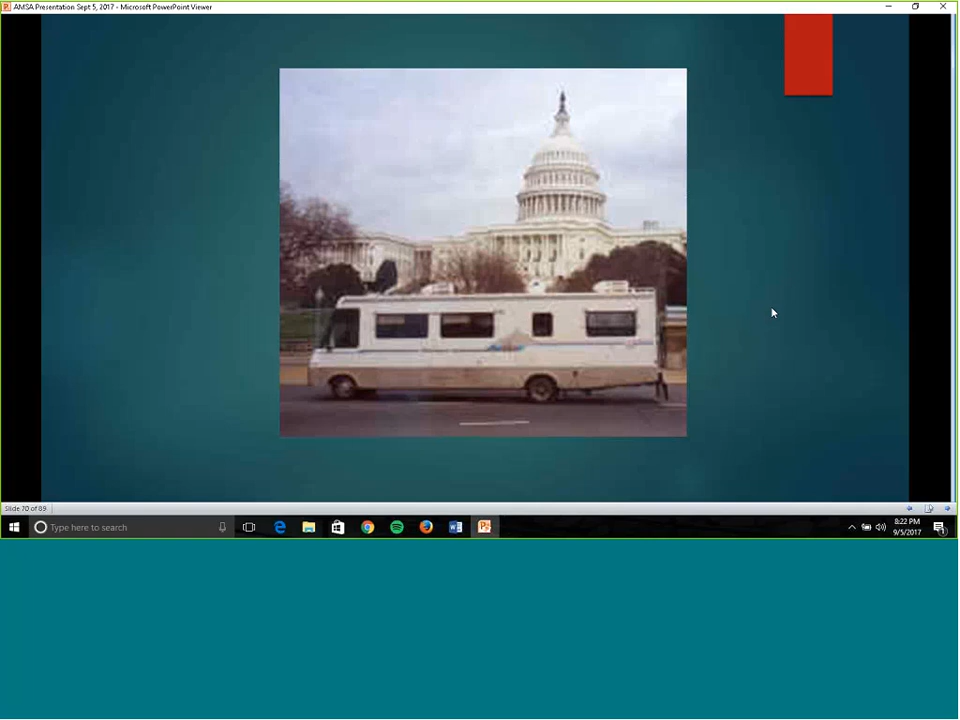 AMSA Presentation Sept 5, 2017 - Microsoft PowerPoint Viewer
Slide 70 of 89
Type here to search
8:22 PM
9/5/2017